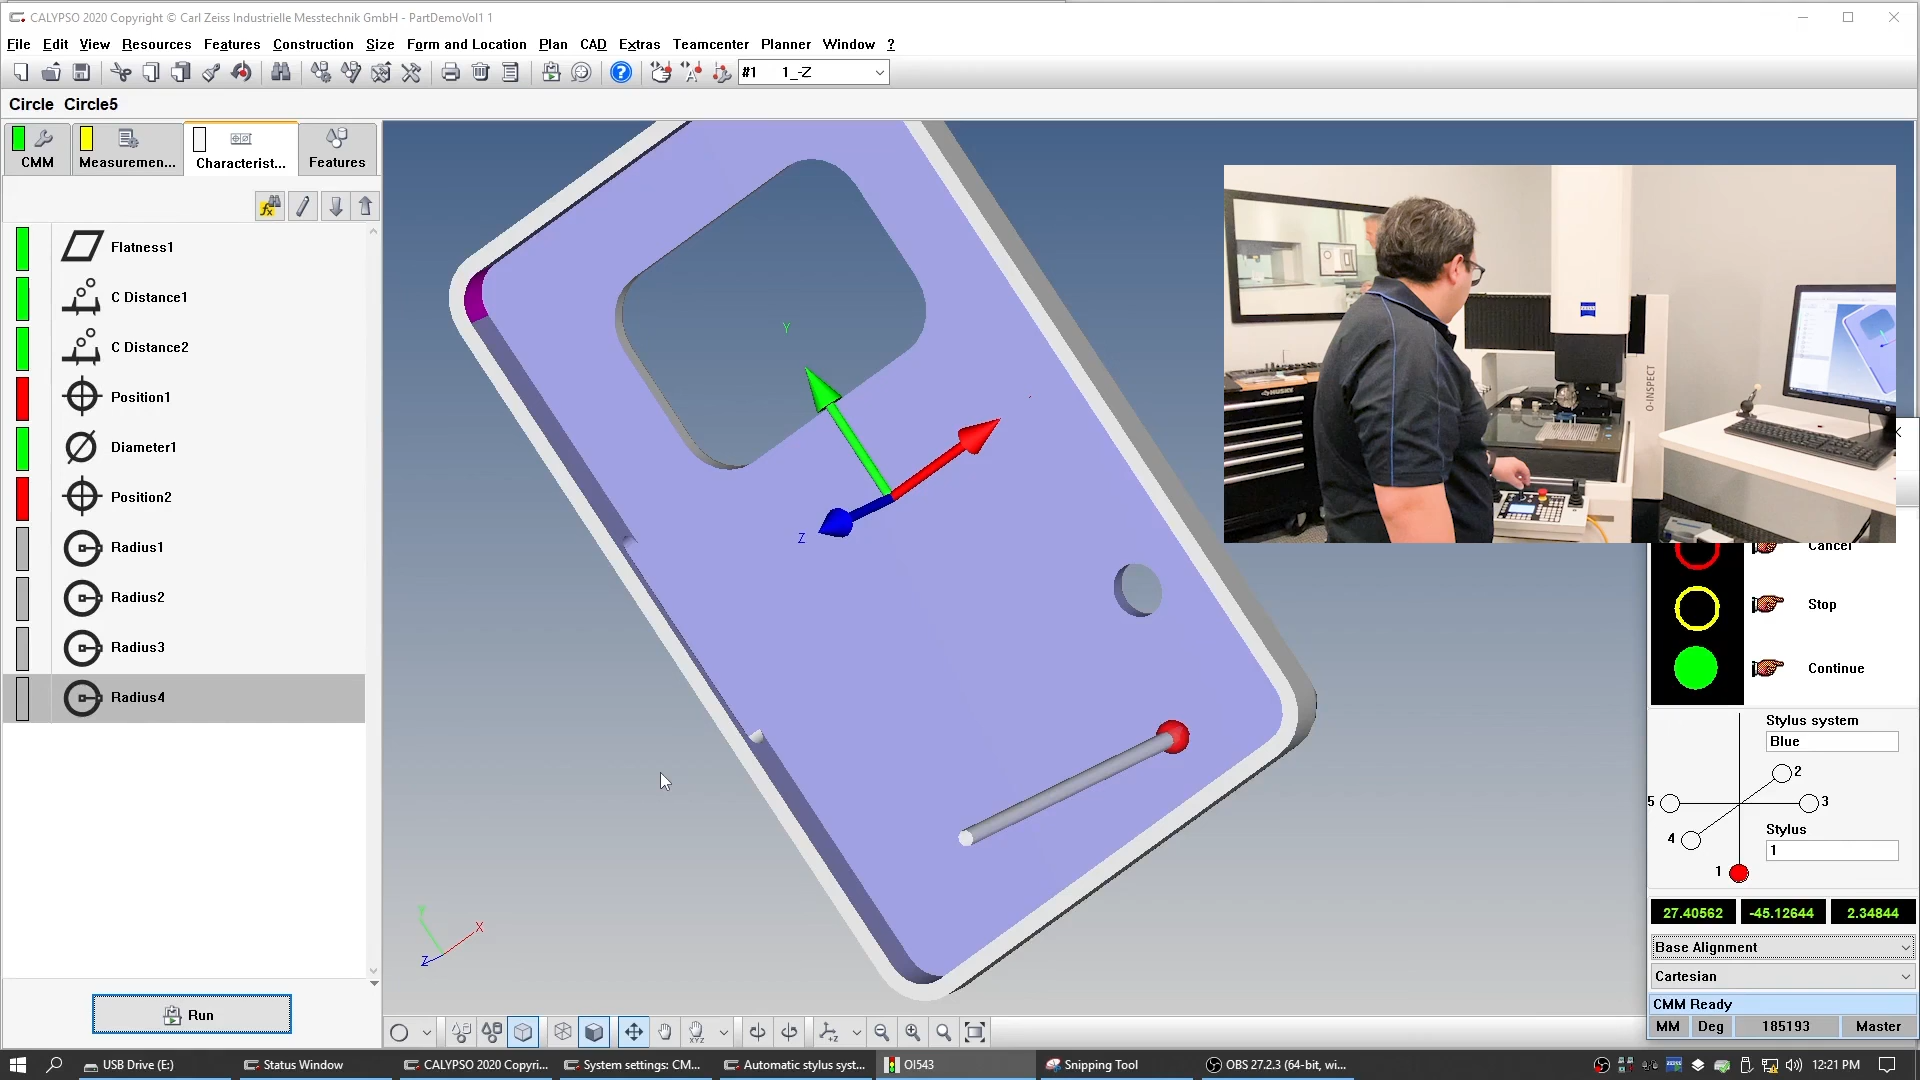 CALYPSO 2020 Copyright © Carl Zeiss Industrielle Messtechnik GmbH - PartDemoVol1 1
File Edit View Resources Features Construction Size Form and Location Plan CAD Extras Teamcenter Planner Window ?
#1 1_-Z
Circle Circle5
CMM Measuremen... Characterist... Features
Flatness1
C Distance1
C Distance2
Position1
Diameter1
Position2
Radius1
Radius2
Radius3
Radius4
Run
Y
Z
X
Z
XYZ
O-INSPECT
HUSKY
ZEISS
Cancel
Stop
Continue
Stylus system
Blue
2
5
3
4
Stylus
1
1
27.40562 -45.12644 2.34844
Base Alignment
Cartesian
CMM Ready
MM Deg 185193 Master
USB Drive (E:) Status Window CALYPSO 2020 Copyri... System settings: CM... Automatic stylus syst... OI543 Snipping Tool OBS 27.2.3 (64-bit, wi... 12:21 PM